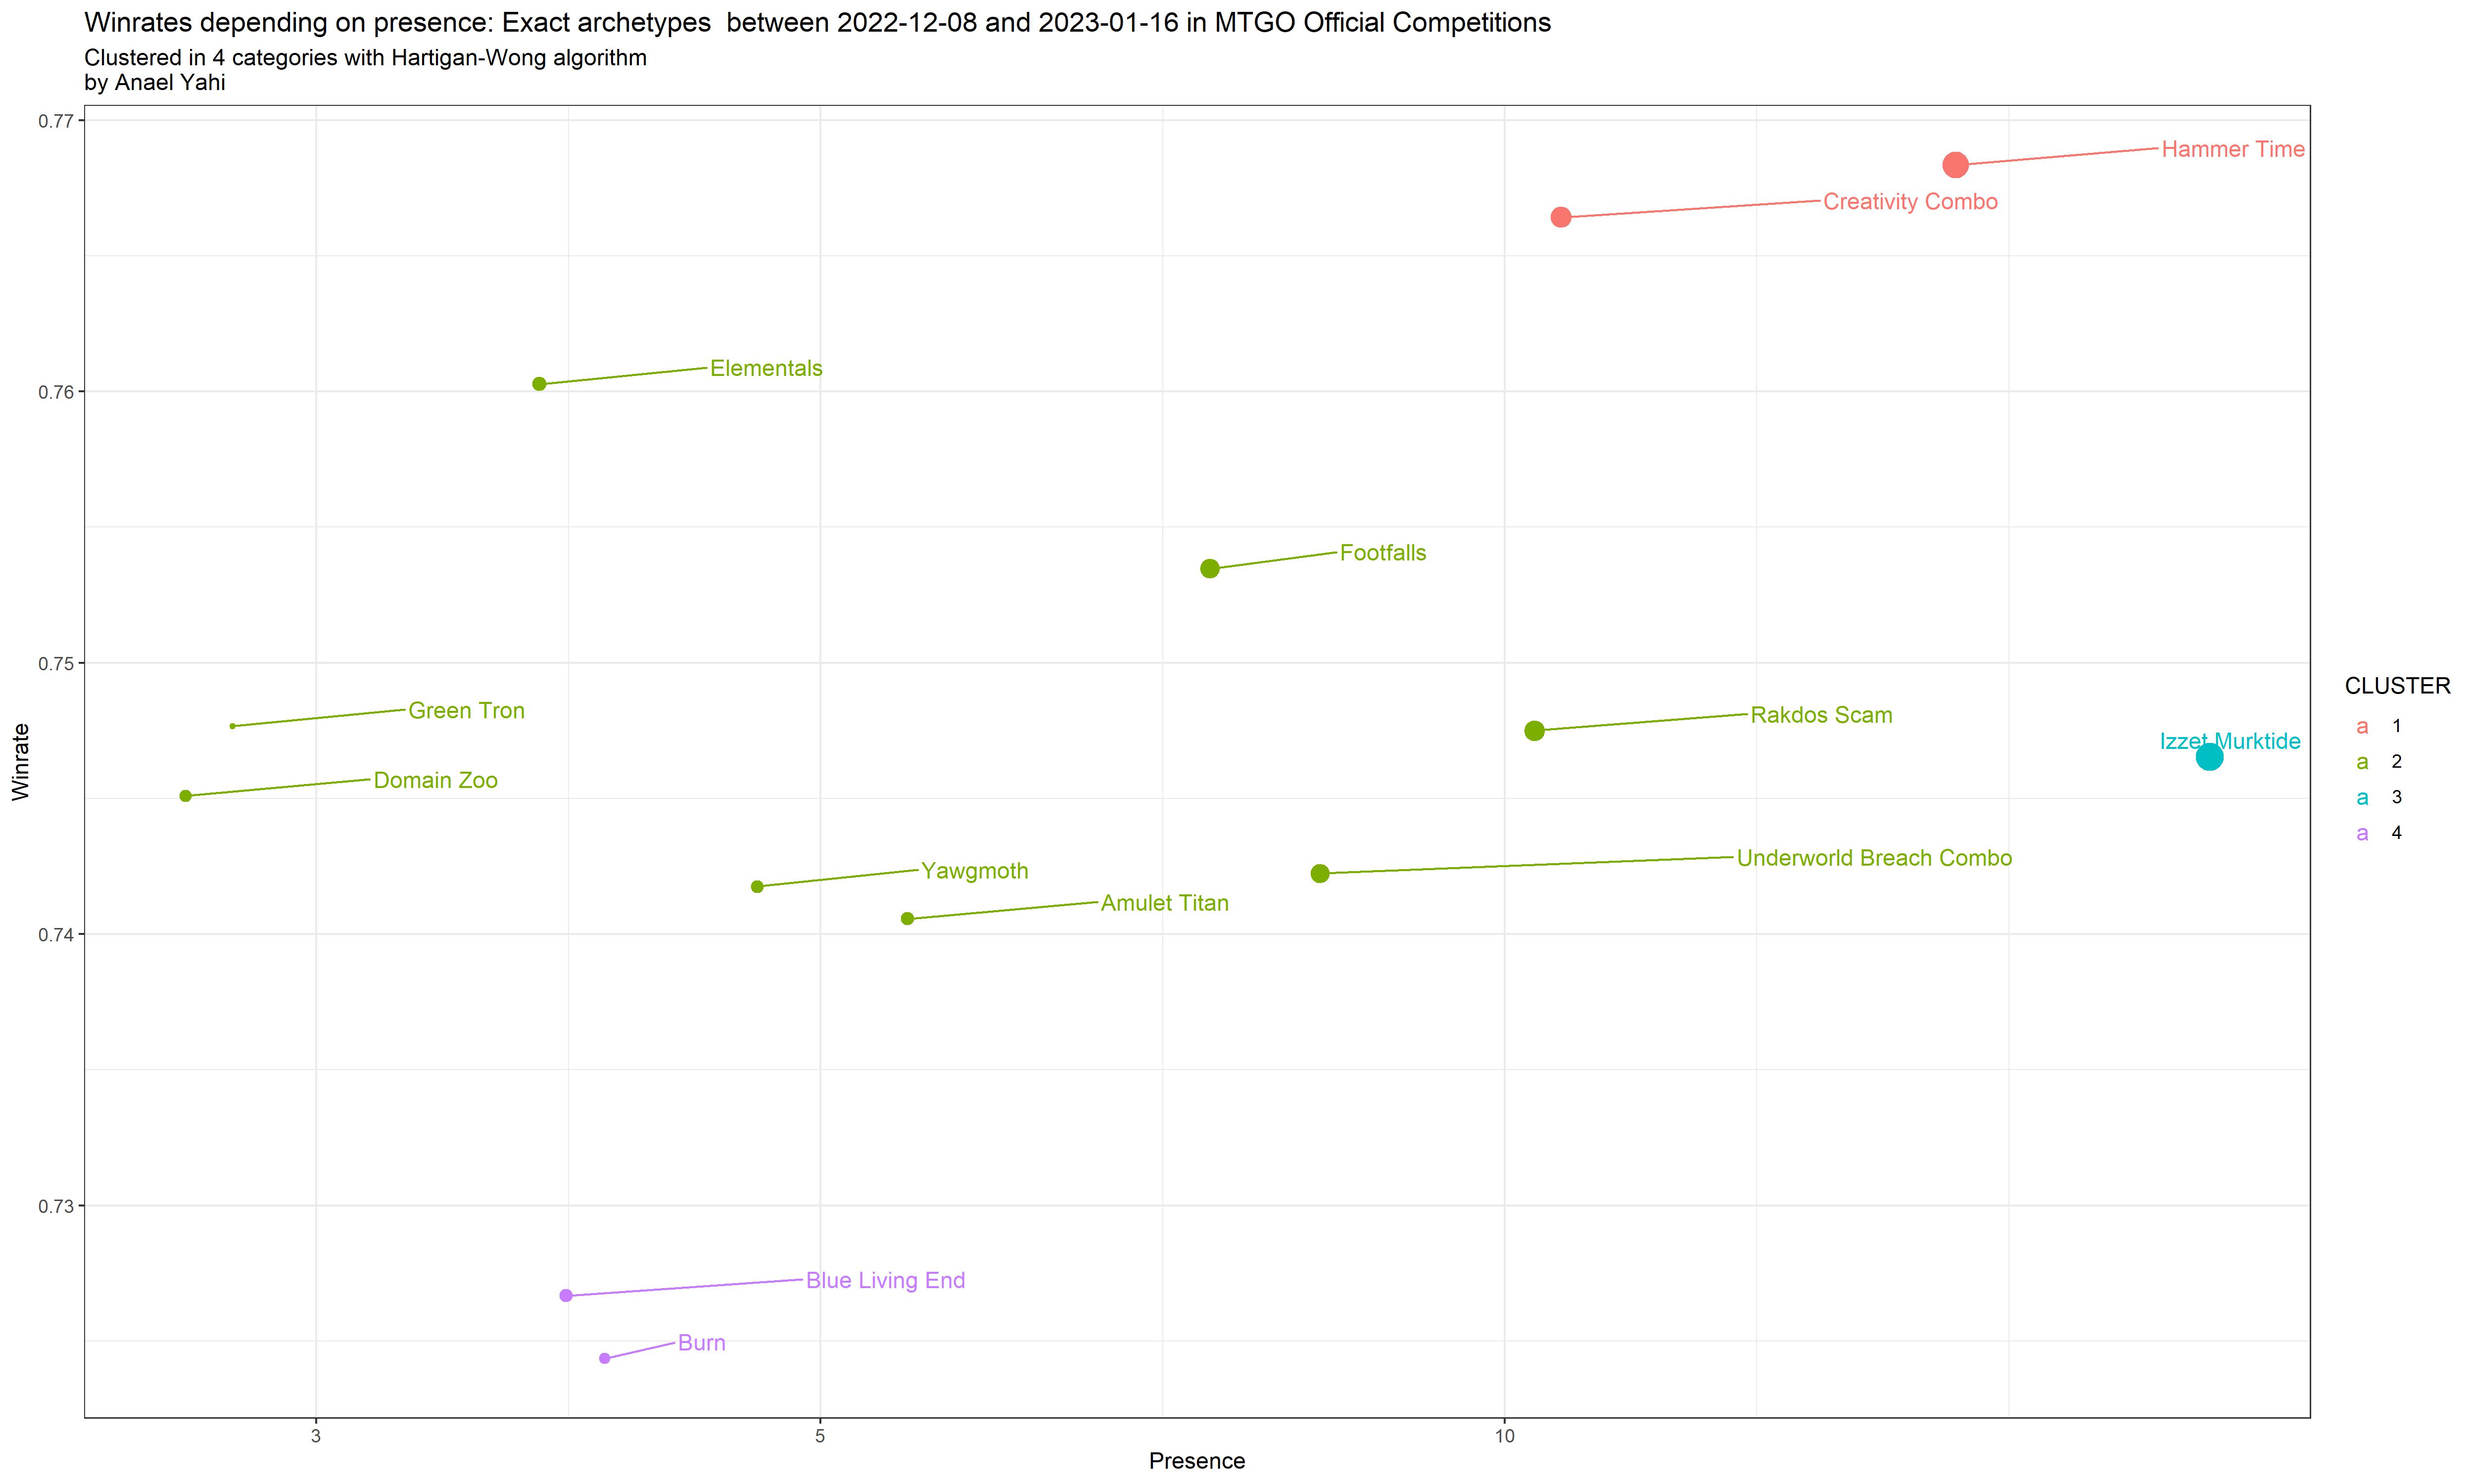 Winrates depending on presence: Exact archetypes  between 2022-12-08 and 2023-01-16 in MTGO Official Competitions
Clustered in 4 categories with Hartigan-Wong algorithm
by Anael Yahi
0.77
Hammer Time
Creativity Combo
Elementals
0.76
Footfalls
0.75
Green Tron
Rakdos Scam
Izzet Murktide
Domain Zoo
Underworld Breach Combo
Yawgmoth
Amulet Titan
0.74
0.73
Blue Living End
Burn
Winrate
3
5
10
Presence
CLUSTER
a 1
a 2
a 3
a 4